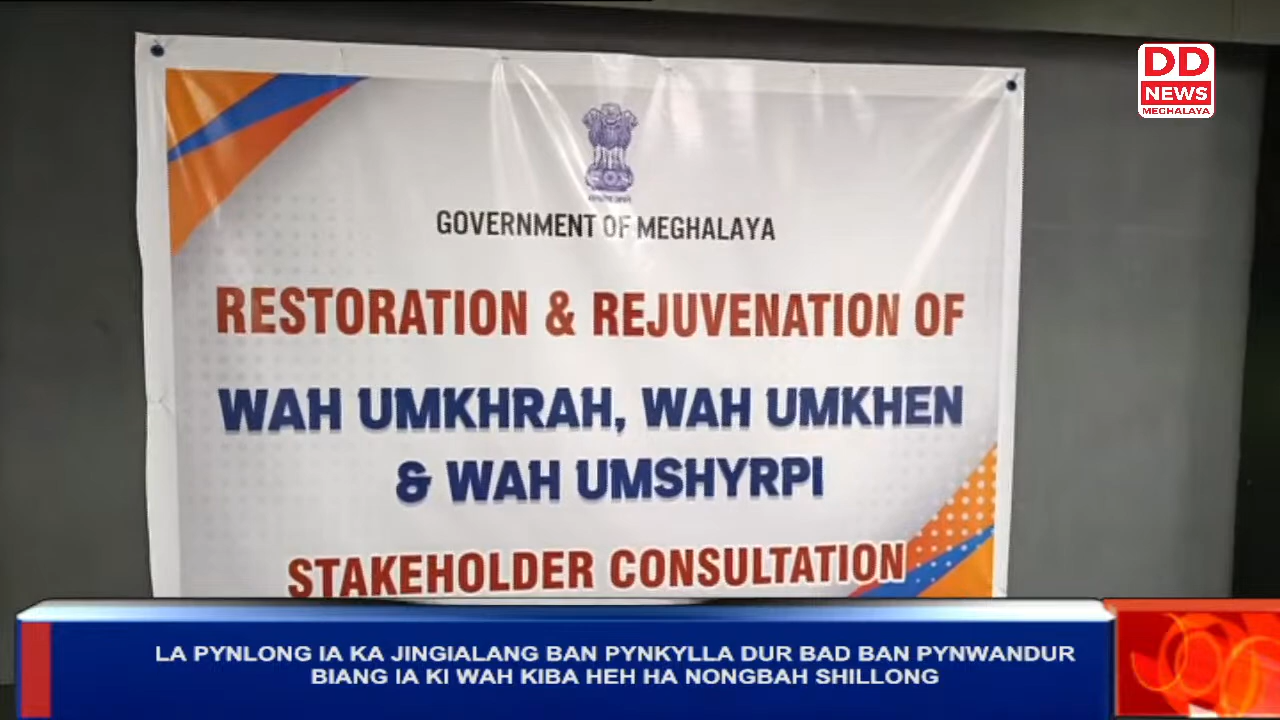 DD
NEWS
MEGHALAYA
GOVERNMENT OF MEGHALAYA
RESTORATION & REJUVENATION OF
WAH UMKHRAH, WAH UMKHEN
& WAH UMSHYRPI
STAKEHOLDER CONSULTATION
LA PYNLONG IA KA JINGIALANG BAN PYNKYLLA DUR BAD BAN PYNWANDUR
BIANG IA KI WAH KIBA HEH HA NONGBAH SHILLONG